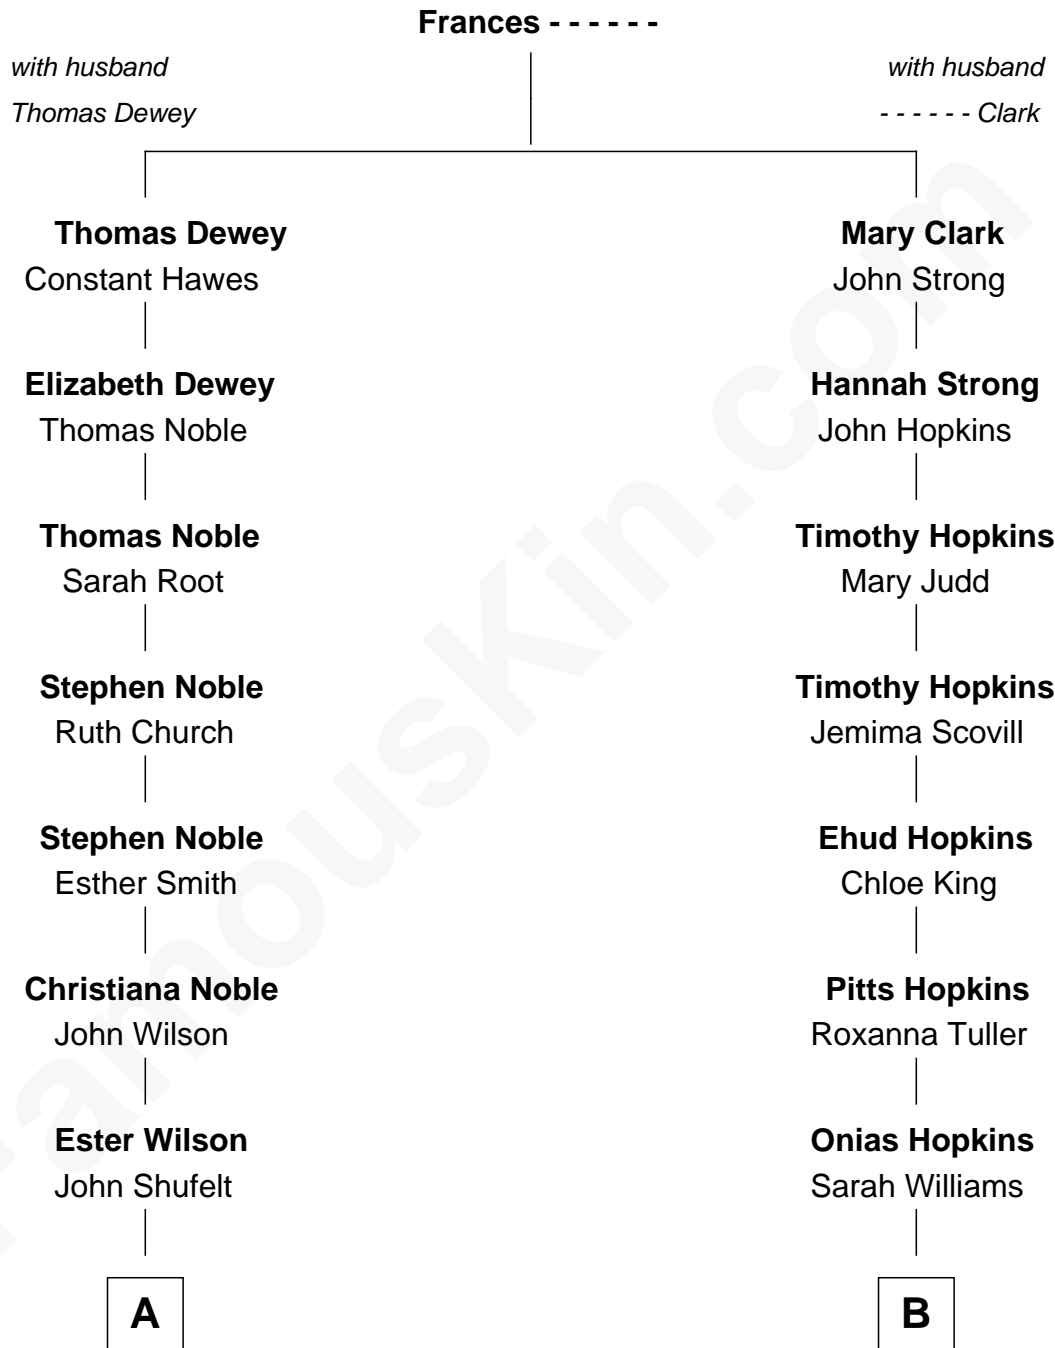 Frances - - - - - -
with husband
Thomas Dewey
with husband
- - - - - - Clark
Thomas Dewey
Constant Hawes
Mary Clark
John Strong
Elizabeth Dewey
Thomas Noble
Hannah Strong
John Hopkins
Thomas Noble
Sarah Root
Timothy Hopkins
Mary Judd
Stephen Noble
Ruth Church
Timothy Hopkins
Jemima Scovill
Stephen Noble
Esther Smith
Ehud Hopkins
Chloe King
Christiana Noble
John Wilson
Pitts Hopkins
Roxanna Tuller
Ester Wilson
John Shufelt
Onias Hopkins
Sarah Williams
A
B
FamousKin.com